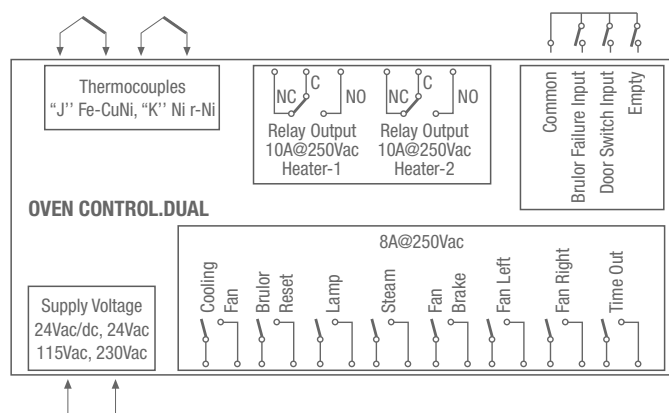 Thermocouples
“J’’ Fe-CuNi, “K’’ Ni r-Ni
NC
C
NO
NC
C
NO
Relay Output
10A@250Vac
Heater-1
Relay Output
10A@250Vac
Heater-2
Common
Brulor Failure Input
Door Switch Input
Empty
OVEN CONTROL.DUAL
8A@250Vac
Cooling
Fan
Brulor
Reset
Lamp
Steam
Fan
Brake
Fan Left
Fan Right
Time Out
Supply Voltage
24Vac/dc, 24Vac
115Vac, 230Vac